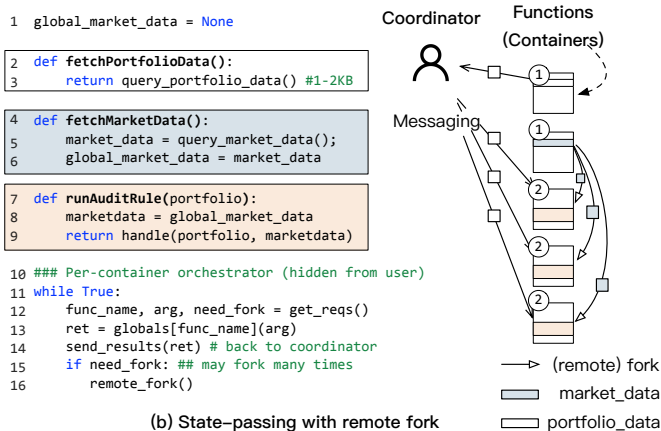 1 global_market_data = None
2 def fetchPortfolioData():
3 return query_portfolio_data() #1-2KB
4 def fetchMarketData():
5 market_data = query_market_data();
6 global_market_data = market_data
7 def runAuditRule(portfolio):
8 marketdata = global_market_data
9 return handle(portfolio, marketdata)
10 ### Per-container orchestrator (hidden from user)
11 while True:
12 func_name, arg, need_fork = get_reqs()
13 ret = globals[func_name](arg)
14 send_results(ret) # back to coordinator
15 if need_fork: ## may fork many times
16 remote_fork()
Coordinator
Functions
(Containers)
Messaging
1
1
2
2
2
(remote) fork
market_data
portfolio_data
(b) State-passing with remote fork